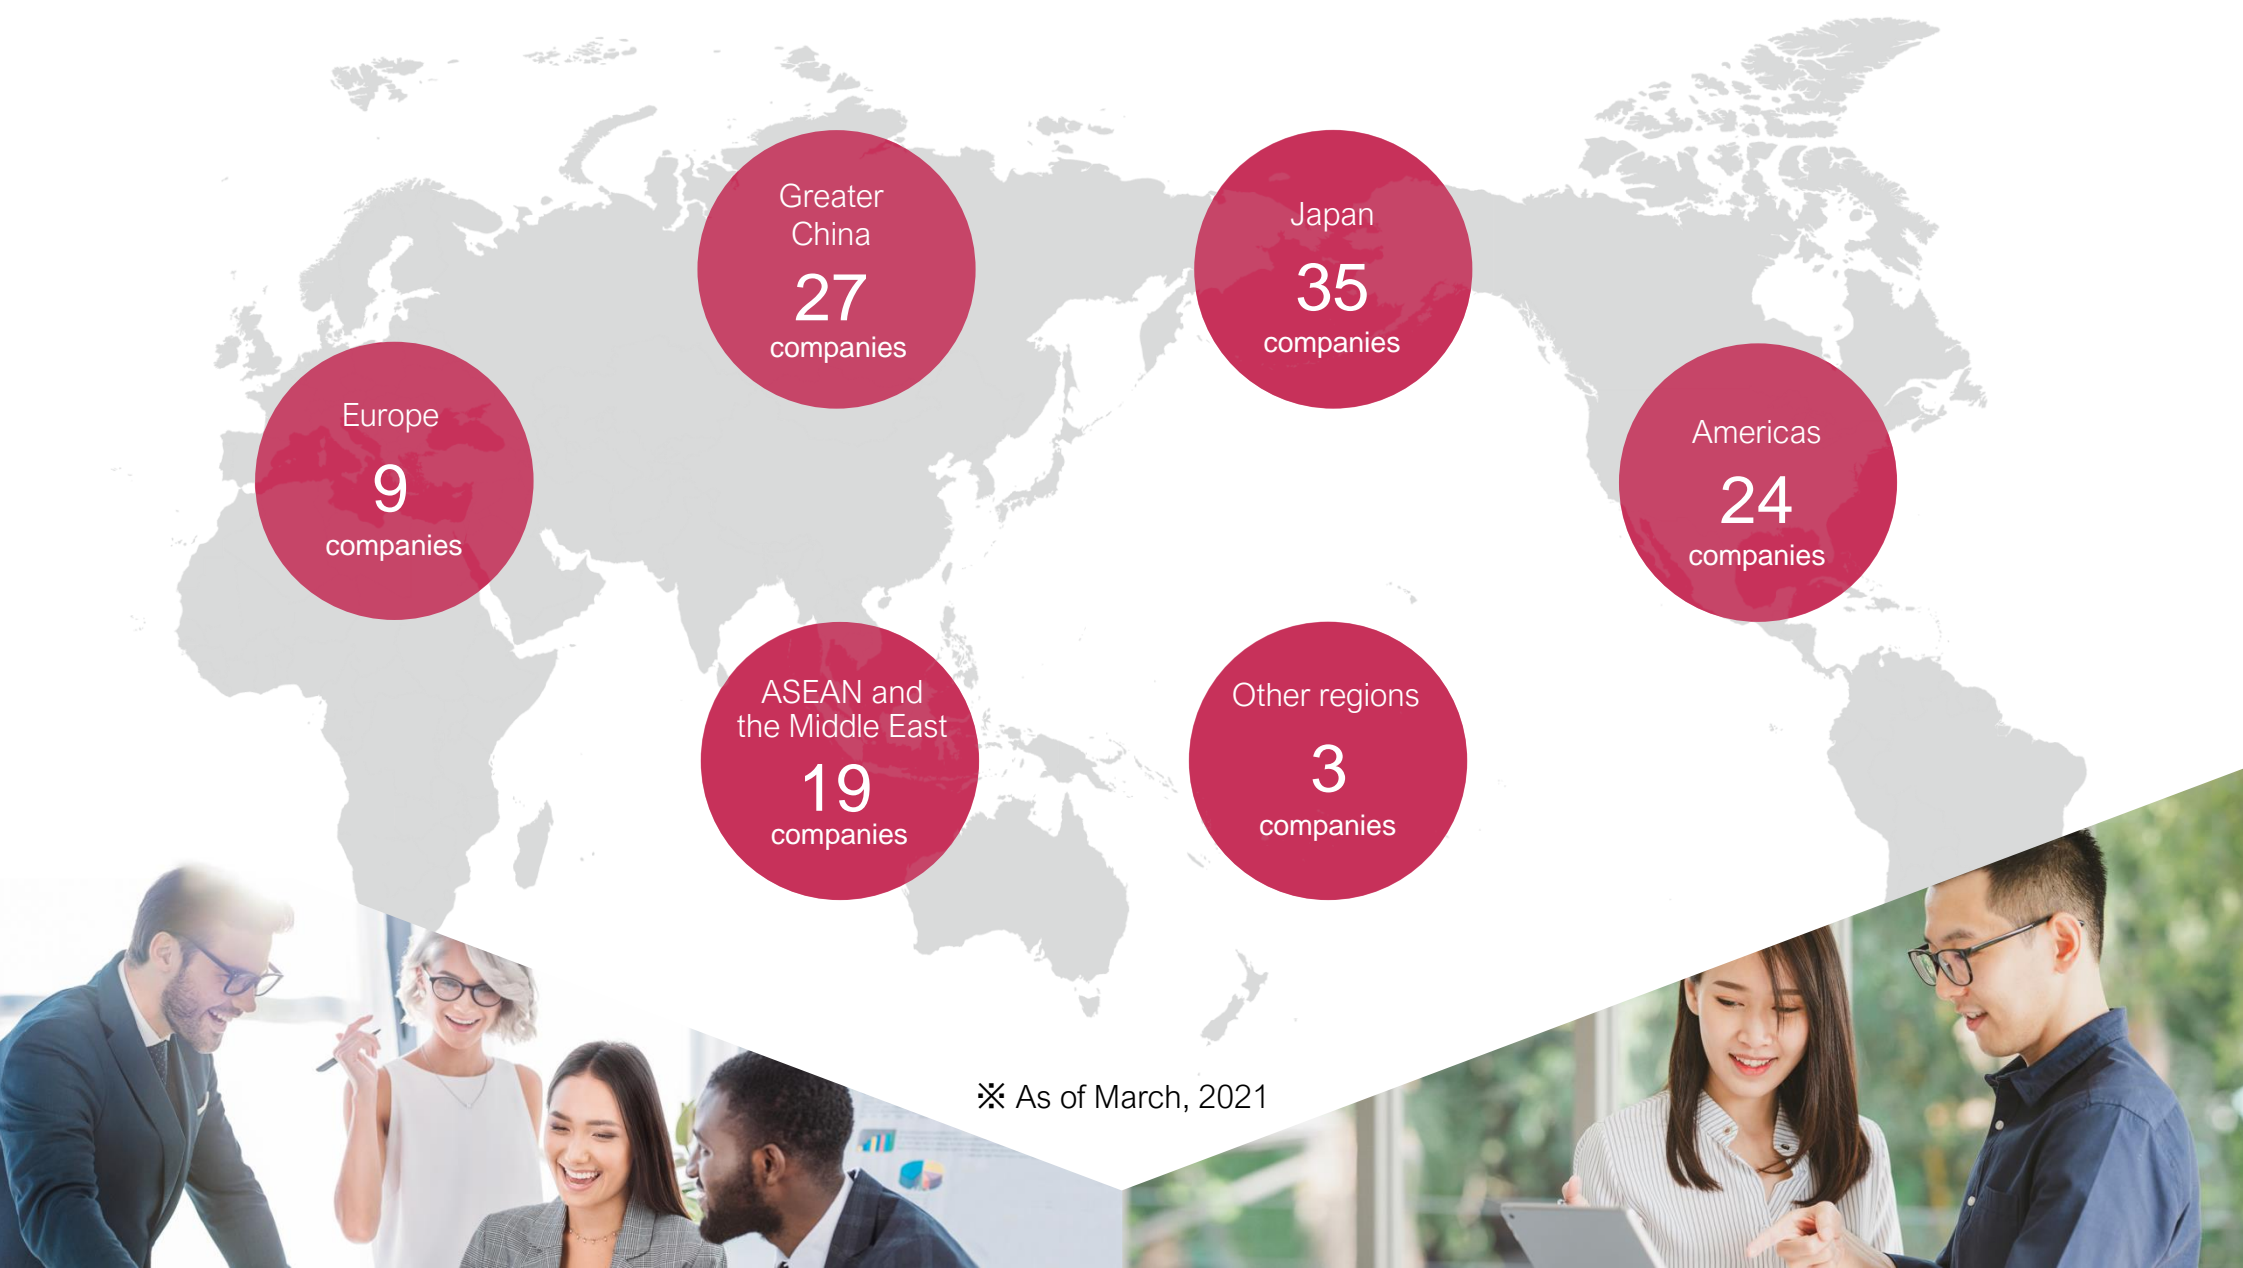 Greater
China
27
companies
Japan
35
companies
Europe
9
companies
Americas
24
companies
ASEAN and
the Middle East
19
companies
Other regions
3
companies
※ As of March, 2021